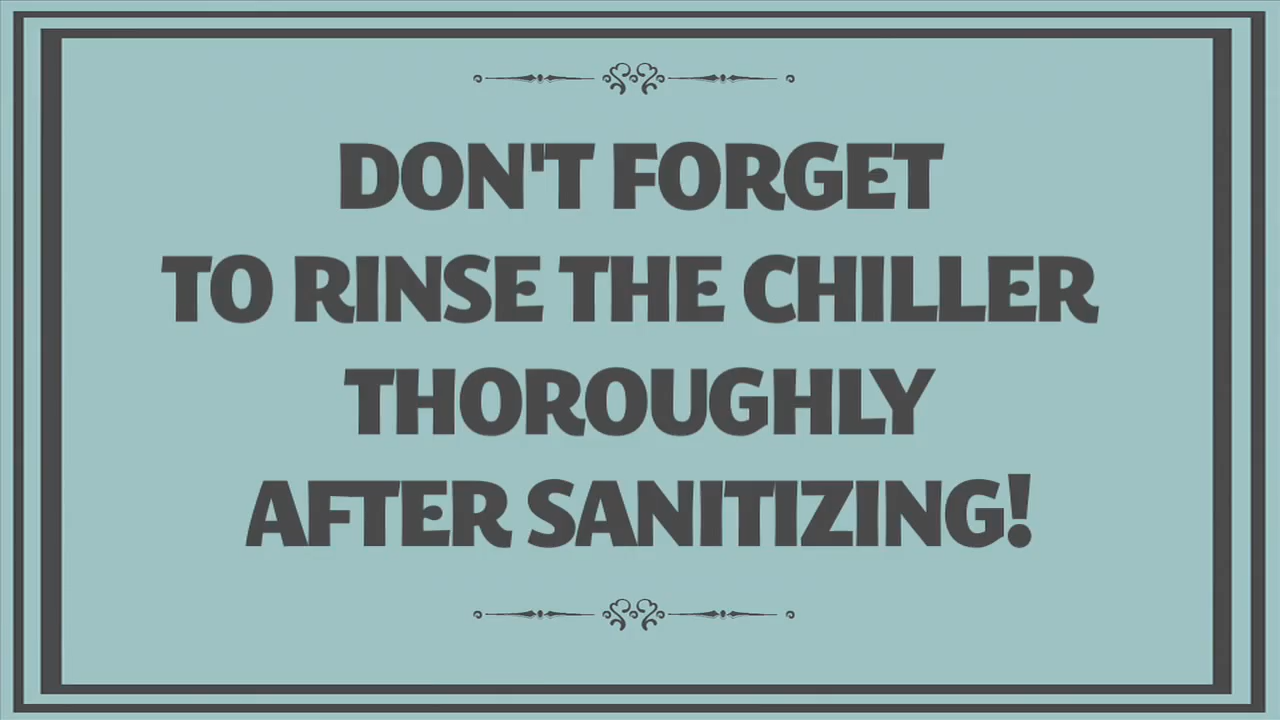 DON'T FORGET
TO RINSE THE CHILLER
THOROUGHLY
AFTER SANITIZING!